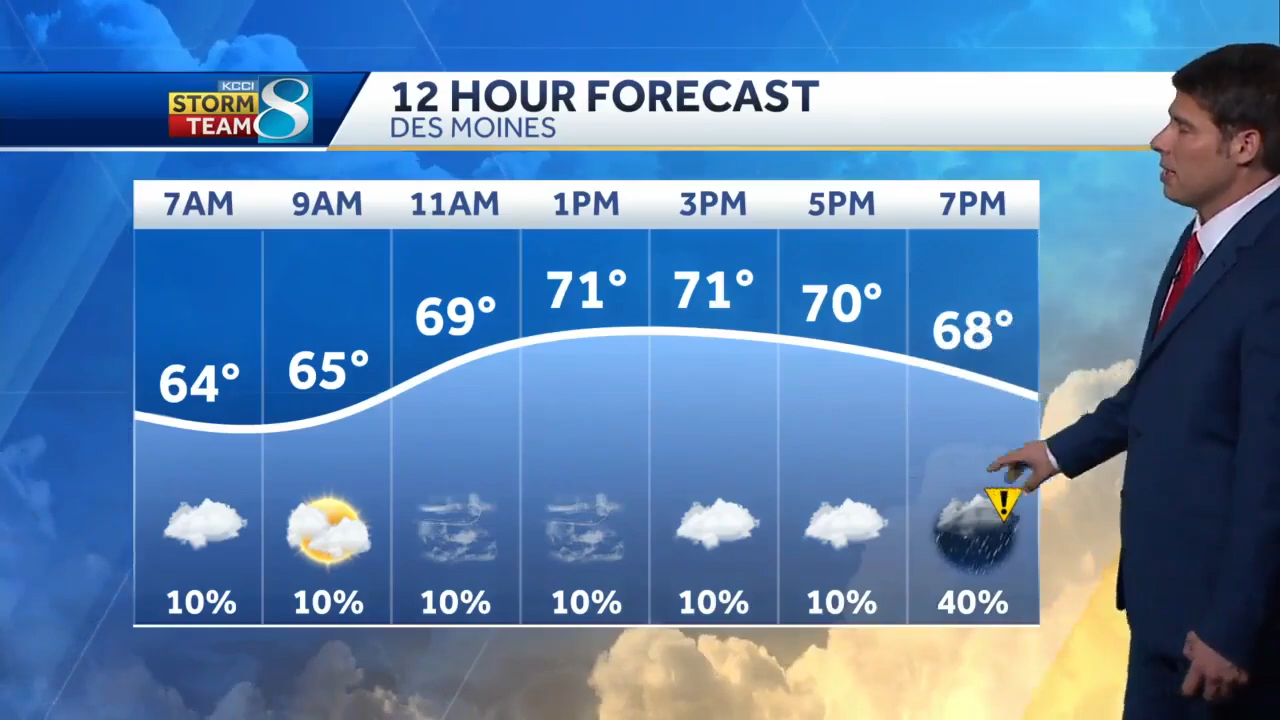 KCCI
STORM
TEAM 8
12 HOUR FORECAST
DES MOINES
7AM 9AM 11AM 1PM 3PM 5PM 7PM
64° 65° 69° 71° 71° 70° 68°
!
10% 10% 10% 10% 10% 10% 40%